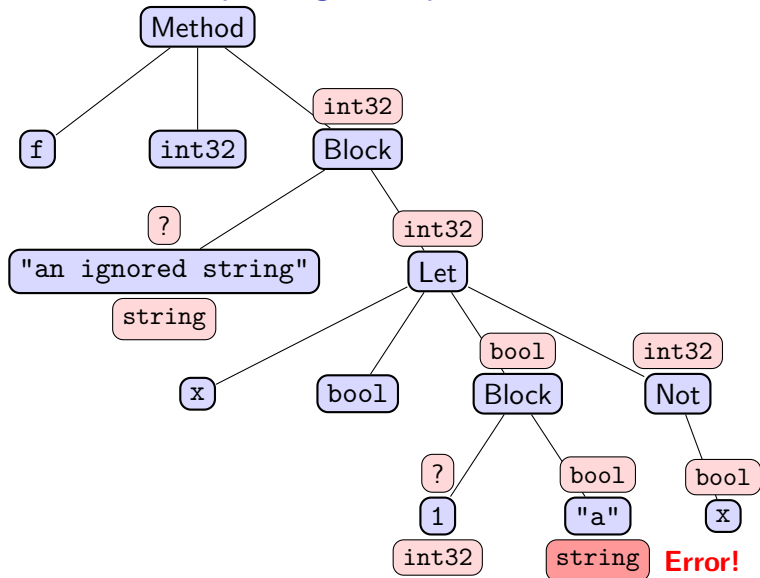 Method
int32
f
int32
Block
?
int32
"an ignored string"
Let
string
bool
int32
x
bool
Block
Not
?
bool
bool
1
"a"
x
int32
string
Error!